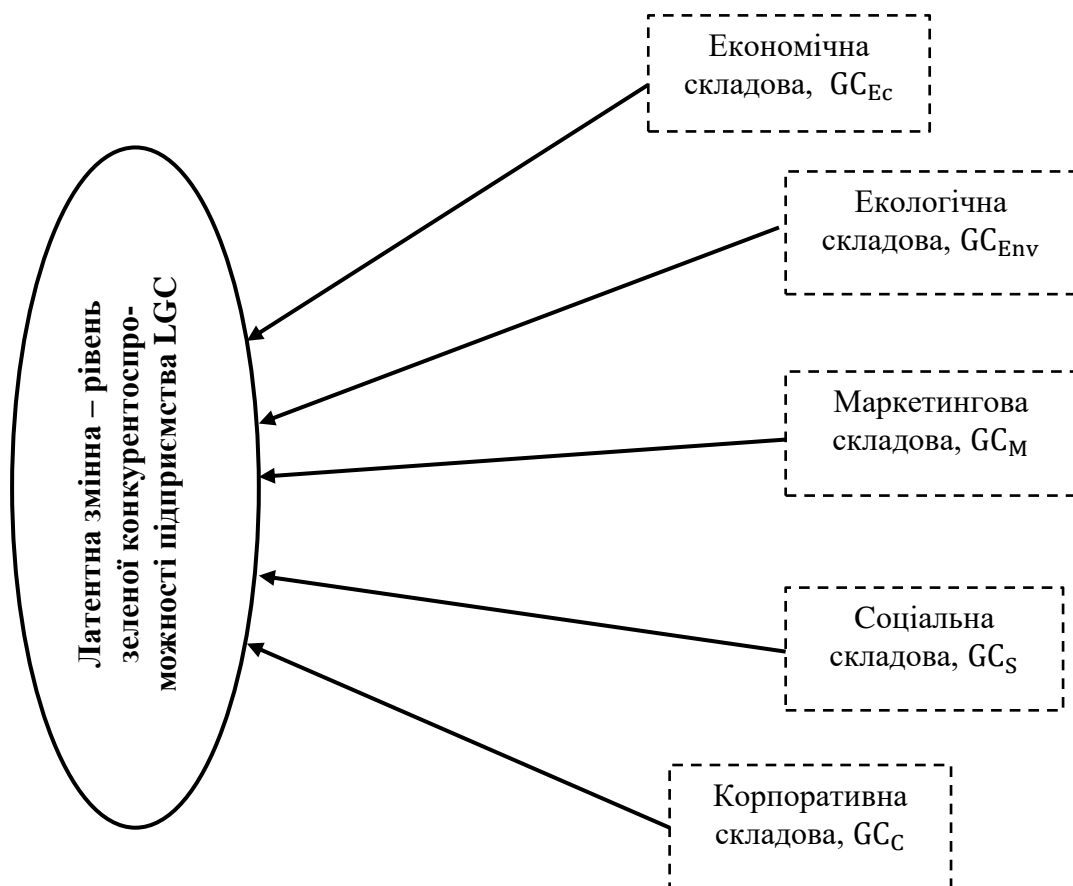 Економічна
складова, GC_Ec
Екологічна
складова, GC_Env
Латентна змінна – рівень
зеленої конкурентоспро-
можності підприємства LGC
Маркетингова
складова, GC_M
Соціальна
складова, GC_S
Корпоративна
складова, GC_C